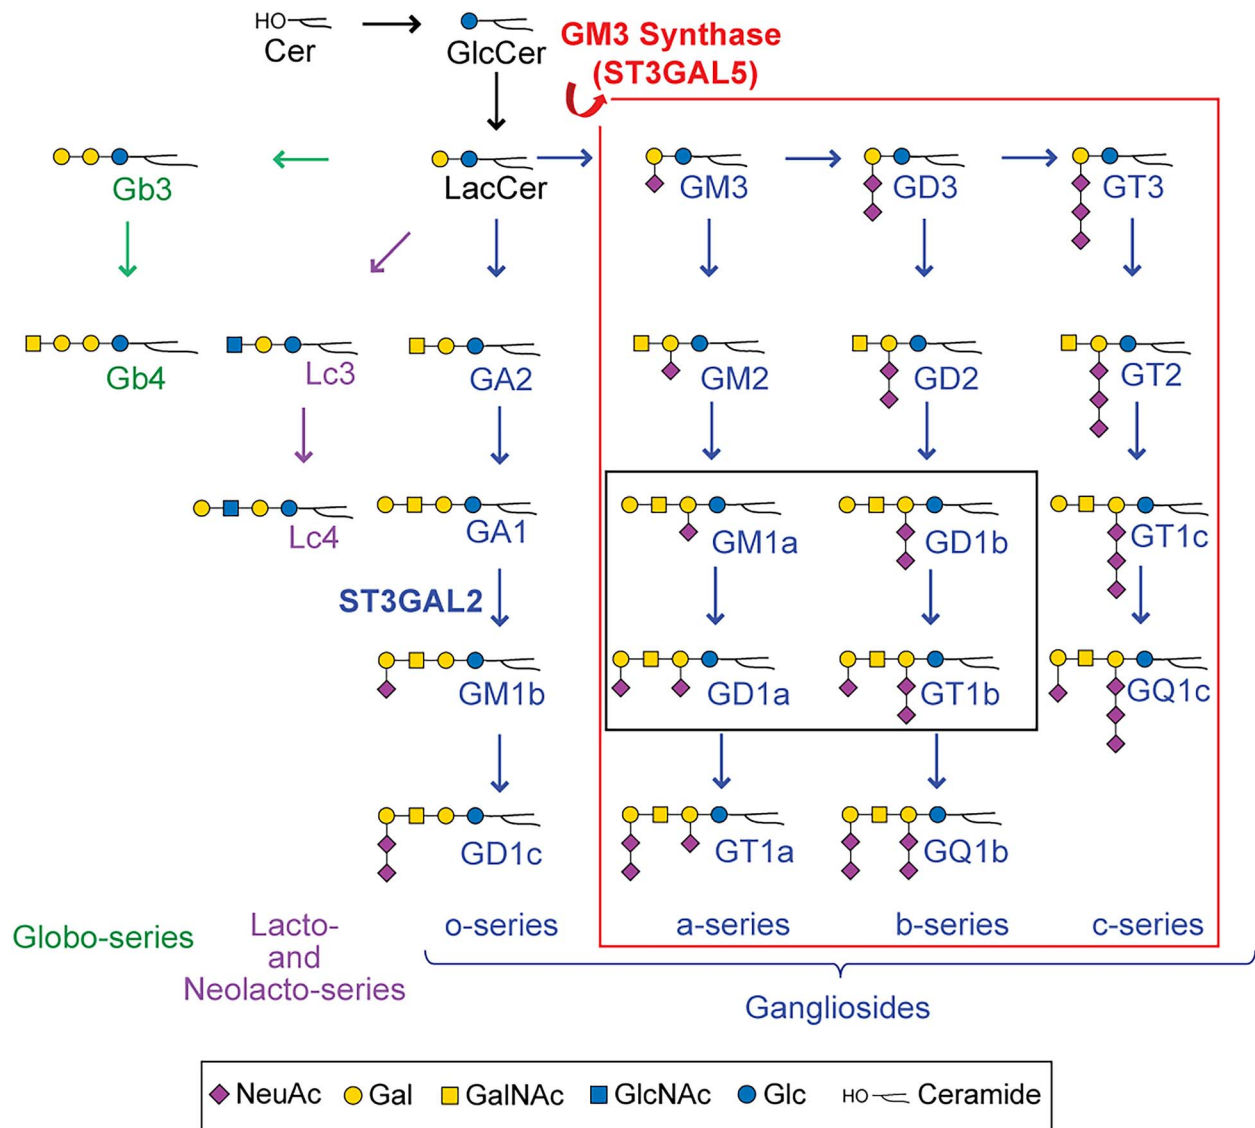 HO
Cer
GlcCer
GM3 Synthase
(ST3GAL5)
Gb3
LacCer
GM3
GD3
GT3
Gb4
Lc3
GA2
GM2
GD2
GT2
Lc4
GA1
GM1a
GD1b
GT1c
ST3GAL2
GM1b
GD1a
GT1b
GQ1c
GD1c
GT1a
GQ1b
Globo-series
Lacto-
and
Neolacto-series
o-series
a-series
b-series
c-series
Gangliosides
NeuAc Gal GalNAc GlcNAc Glc HO Ceramide